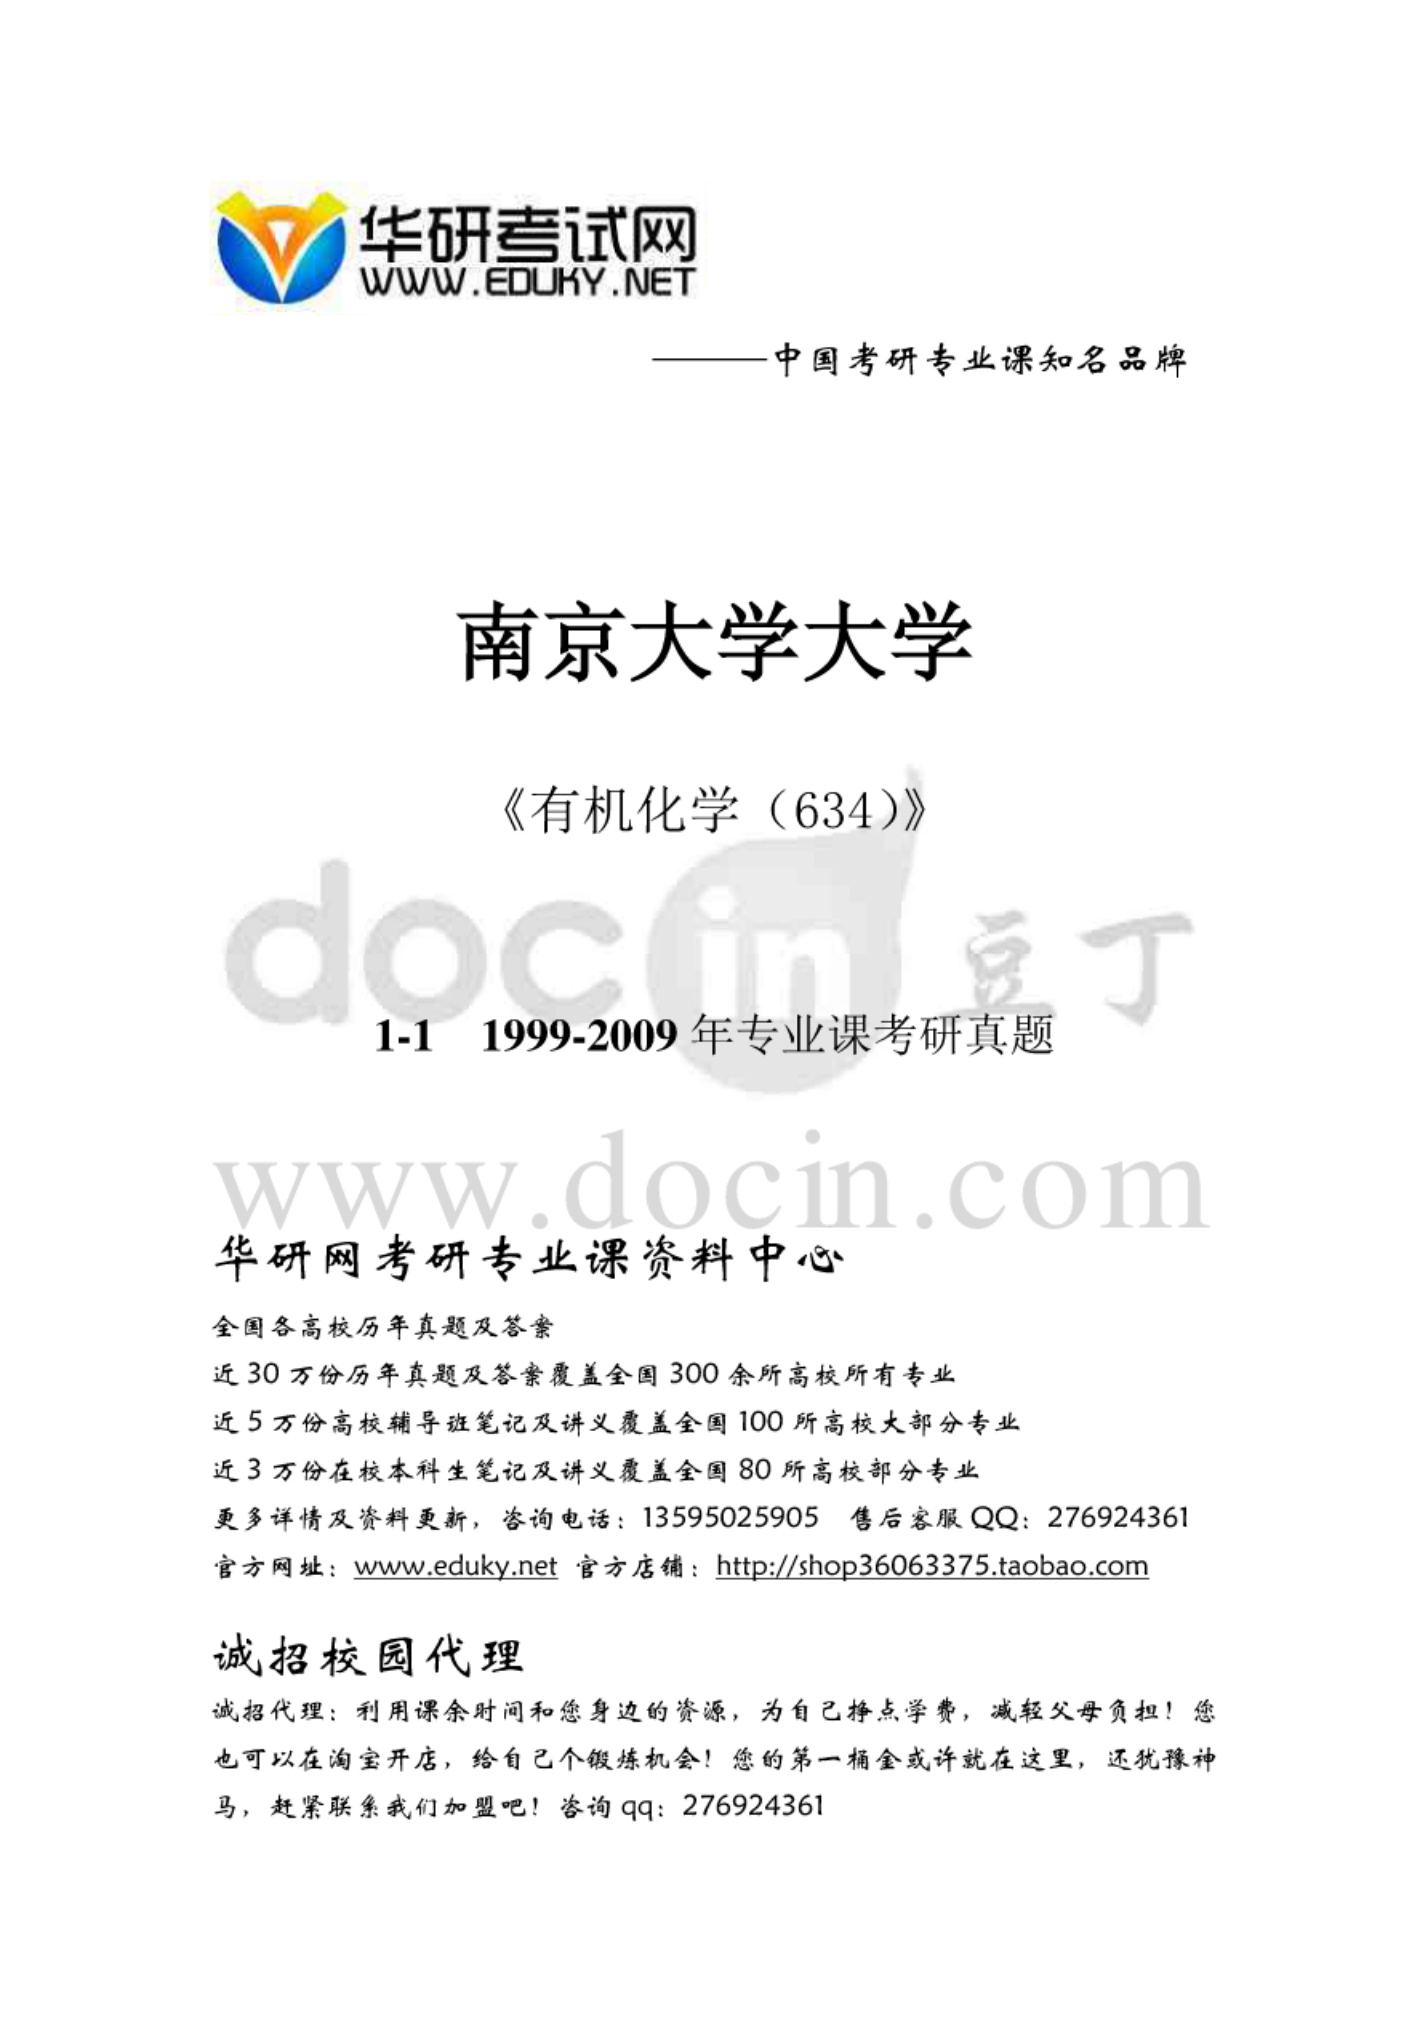 华研考试网
WWW.EDUKY.NET
———中国考研专业课知名品牌
南京大学大学
《有机化学（634）》
docin 豆丁
1-1 1999-2009 年专业课考研真题
www.docin.com
华研网考研专业课资料中心
全国各高校历年真题及答案
近 30 万份历年真题及答案覆盖全国 300 余所高校所有专业
近 5 万份高校辅导班笔记及讲义覆盖全国 100 所高校大部分专业
近 3 万份在校本科生笔记及讲义覆盖全国 80 所高校部分专业
更多详情及资料更新，咨询电话：13595025905 售后客服 QQ：276924361
官方网址：www.eduky.net 官方店铺：http://shop36063375.taobao.com
诚招校园代理
诚招代理：利用课余时间和您身边的资源，为自己挣点学费，减轻父母负担！您
也可以在淘宝开店，给自己个锻炼机会！您的第一桶金或许就在这里，还犹豫神
马，赶紧联系我们加盟吧！咨询 qq：276924361